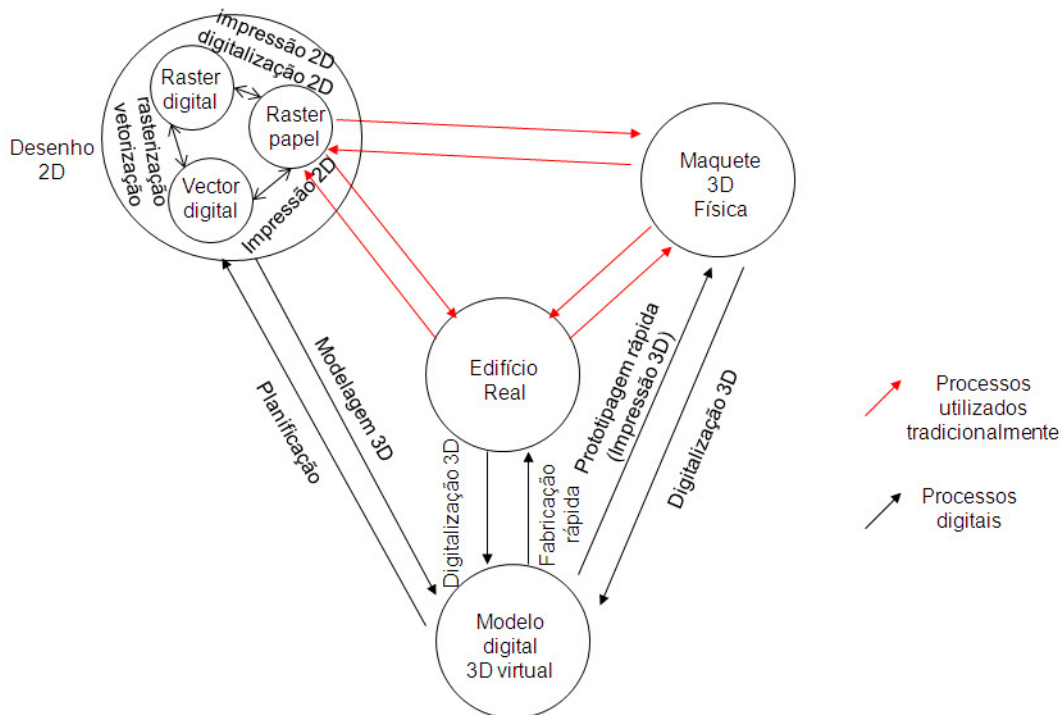 impressão 2D
digitalização 2D
Raster
digital
Raster
papel
rasterização
vetorização
Vector
digital
Impressão 2D
Desenho
2D
Maquete
3D
Física
Edifício
Real
Modelagem 3D
Planificação
Digitalização 3D
Fabricação
rápida
Prototipagem rápida
(Impressão 3D)
Digitalização 3D
Modelo
digital
3D virtual
Processos
utilizados
tradicionalmente
Processos
digitais